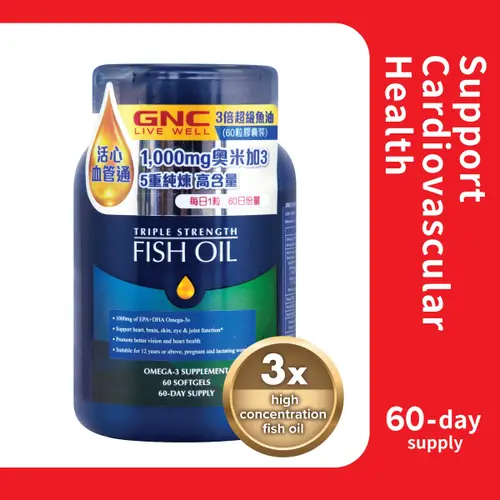 GNC
LIVE WELL
3倍超級魚油
(60粒膠囊裝)
活心
血管通
1,000mg奧米加3
5重純煉 高含量
每日1粒 60日份量
TRIPLE STRENGTH
FISH OIL
• 1000mg of EPA+DHA Omega-3s
• Support heart, brain, skin, eye & joint function*
• Promotes better vision and heart health
• Suitable for 12 years or above, pregnant and lactating
OMEGA-3 SUPPLEMENT
60 SOFTGELS
60-DAY SUPPLY
3x
high
concentration
fish oil
Support
Cardiovascular
Health
60-day
supply